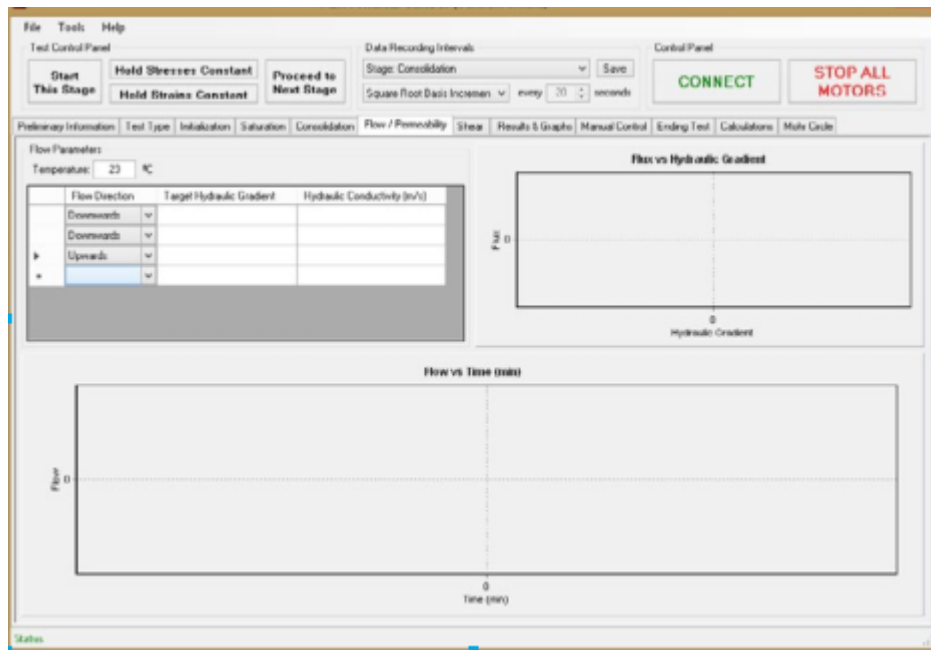 File Tools Help
Test Control Panel
Data Recording Intervals
Control Panel
Start This Stage
Hold Stresses Constant
Hold Strains Constant
Proceed to Next Stage
Stage: Consolidation
Save
Square Root Basis Incremen
every 20 seconds
CONNECT
STOP ALL MOTORS
Preliminary Information Test Type Initialization Saturation Consolidation Flow / Permeability Shear Results & Graphs Manual Control Ending Test Calculations Mohr Circle
Flow Parameters
Temperature: 23 ºC
Flow Direction Target Hydraulic Gradient Hydraulic Conductivity (m/s)
Downwards
Downwards
Upwards
Flux vs Hydraulic Gradient
Flux
0
0
Hydraulic Gradient
Flow vs Time (min)
Flow
0
0
Time (min)
Status